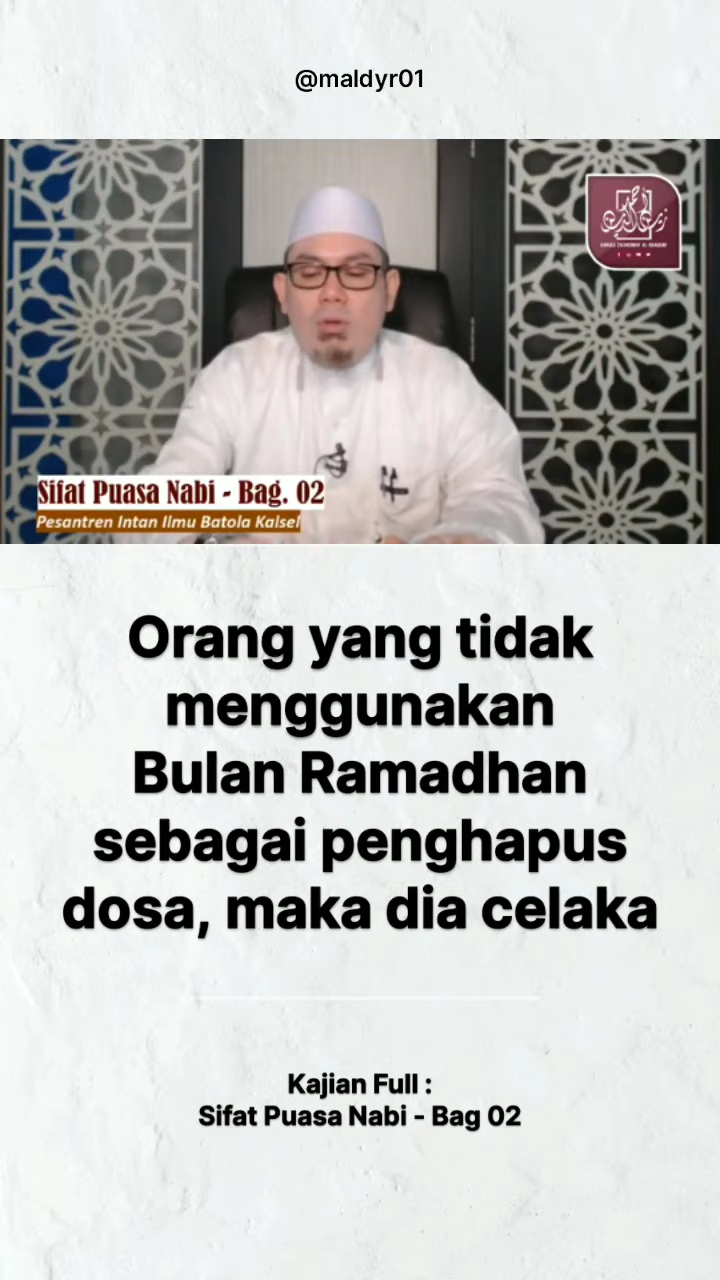 @maldyr01
Sifat Puasa Nabi - Bag. 02
Pesantren Intan Ilmu Batola Kalsel
Orang yang tidak
menggunakan
Bulan Ramadhan
sebagai penghapus
dosa, maka dia celaka
Kajian Full :
Sifat Puasa Nabi - Bag 02